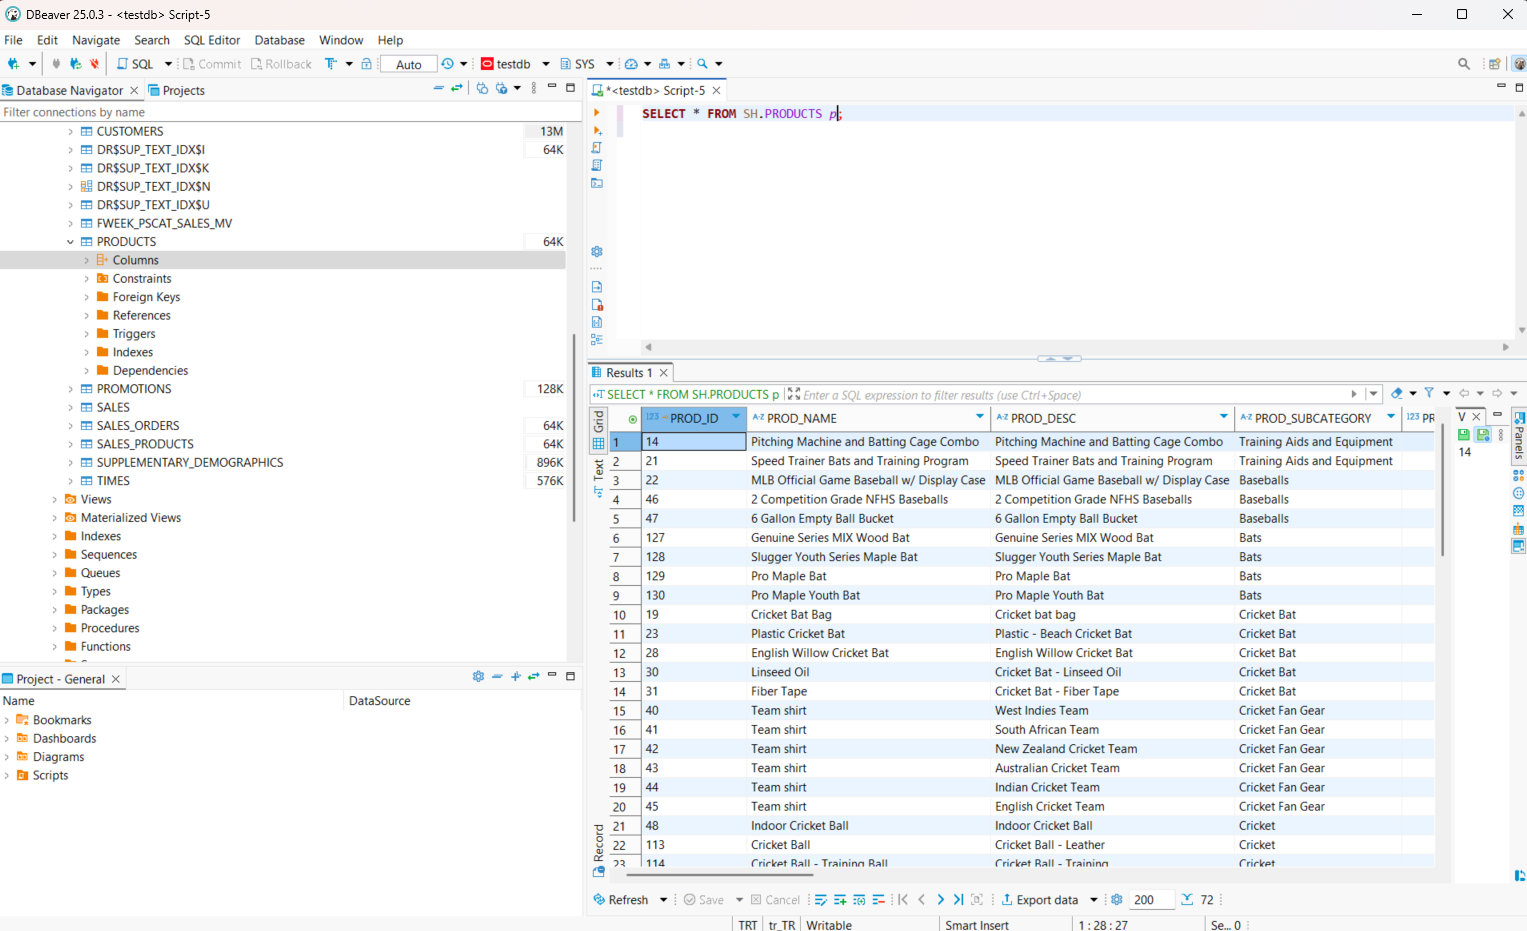 DBeaver 25.0.3 - <testdb> Script-5
File Edit Navigate Search SQL Editor Database Window Help
SQL Commit Rollback Auto testdb SYS
Database Navigator Projects
Filter connections by name
CUSTOMERS 13M
DR$SUP_TEXT_IDX$I 64K
DR$SUP_TEXT_IDX$K
DR$SUP_TEXT_IDX$N
DR$SUP_TEXT_IDX$U
FWEEK_PSCAT_SALES_MV
PRODUCTS 64K
Columns
Constraints
Foreign Keys
References
Triggers
Indexes
Dependencies
PROMOTIONS 128K
SALES
SALES_ORDERS 64K
SALES_PRODUCTS 64K
SUPPLEMENTARY_DEMOGRAPHICS 896K
TIMES 576K
Views
Materialized Views
Indexes
Sequences
Queues
Types
Packages
Procedures
Functions
Project - General
Name DataSource
Bookmarks
Dashboards
Diagrams
Scripts
*<testdb> Script-5
SELECT * FROM SH.PRODUCTS p;
Results 1
SELECT * FROM SH.PRODUCTS p Enter a SQL expression to filter results (use Ctrl+Space)
Grid
Text
Record
123 PROD_ID A-Z PROD_NAME A-Z PROD_DESC A-Z PROD_SUBCATEGORY 123 PR
1 14 Pitching Machine and Batting Cage Combo Pitching Machine and Batting Cage Combo Training Aids and Equipment
2 21 Speed Trainer Bats and Training Program Speed Trainer Bats and Training Program Training Aids and Equipment
3 22 MLB Official Game Baseball w/ Display Case MLB Official Game Baseball w/ Display Case Baseballs
4 46 2 Competition Grade NFHS Baseballs 2 Competition Grade NFHS Baseballs Baseballs
5 47 6 Gallon Empty Ball Bucket 6 Gallon Empty Ball Bucket Baseballs
6 127 Genuine Series MIX Wood Bat Genuine Series MIX Wood Bat Bats
7 128 Slugger Youth Series Maple Bat Slugger Youth Series Maple Bat Bats
8 129 Pro Maple Bat Pro Maple Bat Bats
9 130 Pro Maple Youth Bat Pro Maple Youth Bat Bats
10 19 Cricket Bat Bag Cricket bat bag Cricket Bat
11 23 Plastic Cricket Bat Plastic - Beach Cricket Bat Cricket Bat
12 28 English Willow Cricket Bat English Willow Cricket Bat Cricket Bat
13 30 Linseed Oil Cricket Bat - Linseed Oil Cricket Bat
14 31 Fiber Tape Cricket Bat - Fiber Tape Cricket Bat
15 40 Team shirt West Indies Team Cricket Fan Gear
16 41 Team shirt South African Team Cricket Fan Gear
17 42 Team shirt New Zealand Cricket Team Cricket Fan Gear
18 43 Team shirt Australian Cricket Team Cricket Fan Gear
19 44 Team shirt Indian Cricket Team Cricket Fan Gear
20 45 Team shirt English Cricket Team Cricket Fan Gear
21 48 Indoor Cricket Ball Indoor Cricket Ball Cricket
22 113 Cricket Ball Cricket Ball - Leather Cricket
23 114 Cricket Ball - Training Ball Cricket Ball - Training Cricket
V
14
Panels
Refresh Save Cancel Export data 200 72
TRT tr_TR Writable Smart Insert 1 : 28 : 27 Se... 0